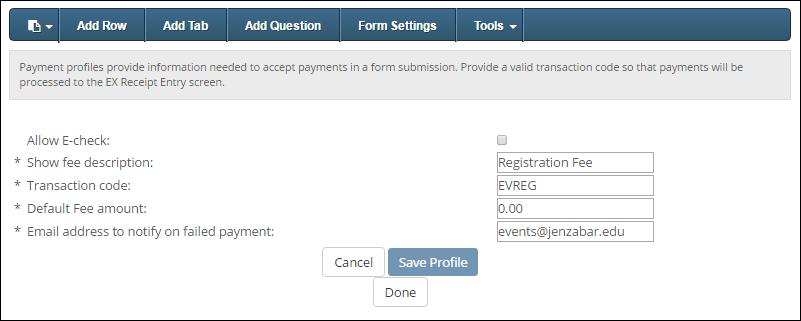 Add Row Add Tab Add Question Form Settings Tools
Payment profiles provide information needed to accept payments in a form submission. Provide a valid transaction code so that payments will be
processed to the EX Receipt Entry screen.
Allow E-check:
* Show fee description: Registration Fee
* Transaction code: EVREG
* Default Fee amount: 0.00
* Email address to notify on failed payment: events@jenzabar.edu
Cancel Save Profile
Done